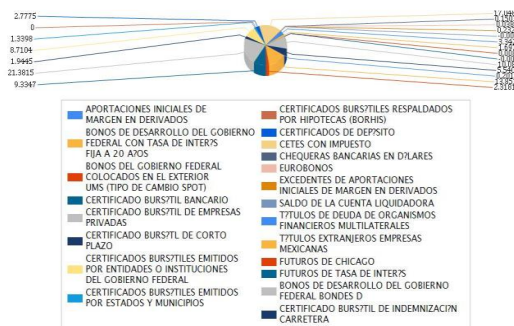 2.7775
0
1.3398
8.7104
1.9445
21.3815
9.3347
APORTACIONES INICIALES DE
MARGEN EN DERIVADOS
BONOS DE DESARROLLO DEL GOBIERNO
FEDERAL CON TASA DE INTER?S
FIJA A 20 A?OS
BONOS DEL GOBIERNO FEDERAL
COLOCADOS EN EL EXTERIOR
UMS (TIPO DE CAMBIO SPOT)
CERTIFICADO BURS?TIL BANCARIO
CERTIFICADO BURS?TIL DE EMPRESAS
PRIVADAS
CERTIFICADO BURS?TIL DE CORTO
PLAZO
CERTIFICADO BURS?TILES EMITIDOS
POR ENTIDADES O INSTITUCIONES
DEL GOBIERNO FEDERAL
CERTIFICADO BURS?TILES EMITIDOS
POR ESTADOS Y MUNICIPIOS
CERTIFICADOS BURS?TILES RESPALDADOS
POR HIPOTECAS (BORHIS)
CERTIFICADOS DE DEP?SITO
CETES CON IMPUESTO
CHEQUERAS BANCARIAS EN D?LARES
EUROBONOS
EXCEDENTES DE APORTACIONES
INICIALES DE MARGEN EN DERIVADOS
SALDO DE LA CUENTA LIQUIDADORA
T?TULOS DE DEUDA DE ORGANISMOS
FINANCIEROS MULTILATERALES
T?TULOS EXTRANJEROS EMPRESAS
MEXICANAS
FUTUROS DE CHICAGO
FUTUROS DE TASA DE INTER?S
BONOS DE DESARROLLO DEL GOBIERNO
FEDERAL BONDES D
CERTIFICADO BURS?TIL DE INDEMNIZACI?N
CARRETERA